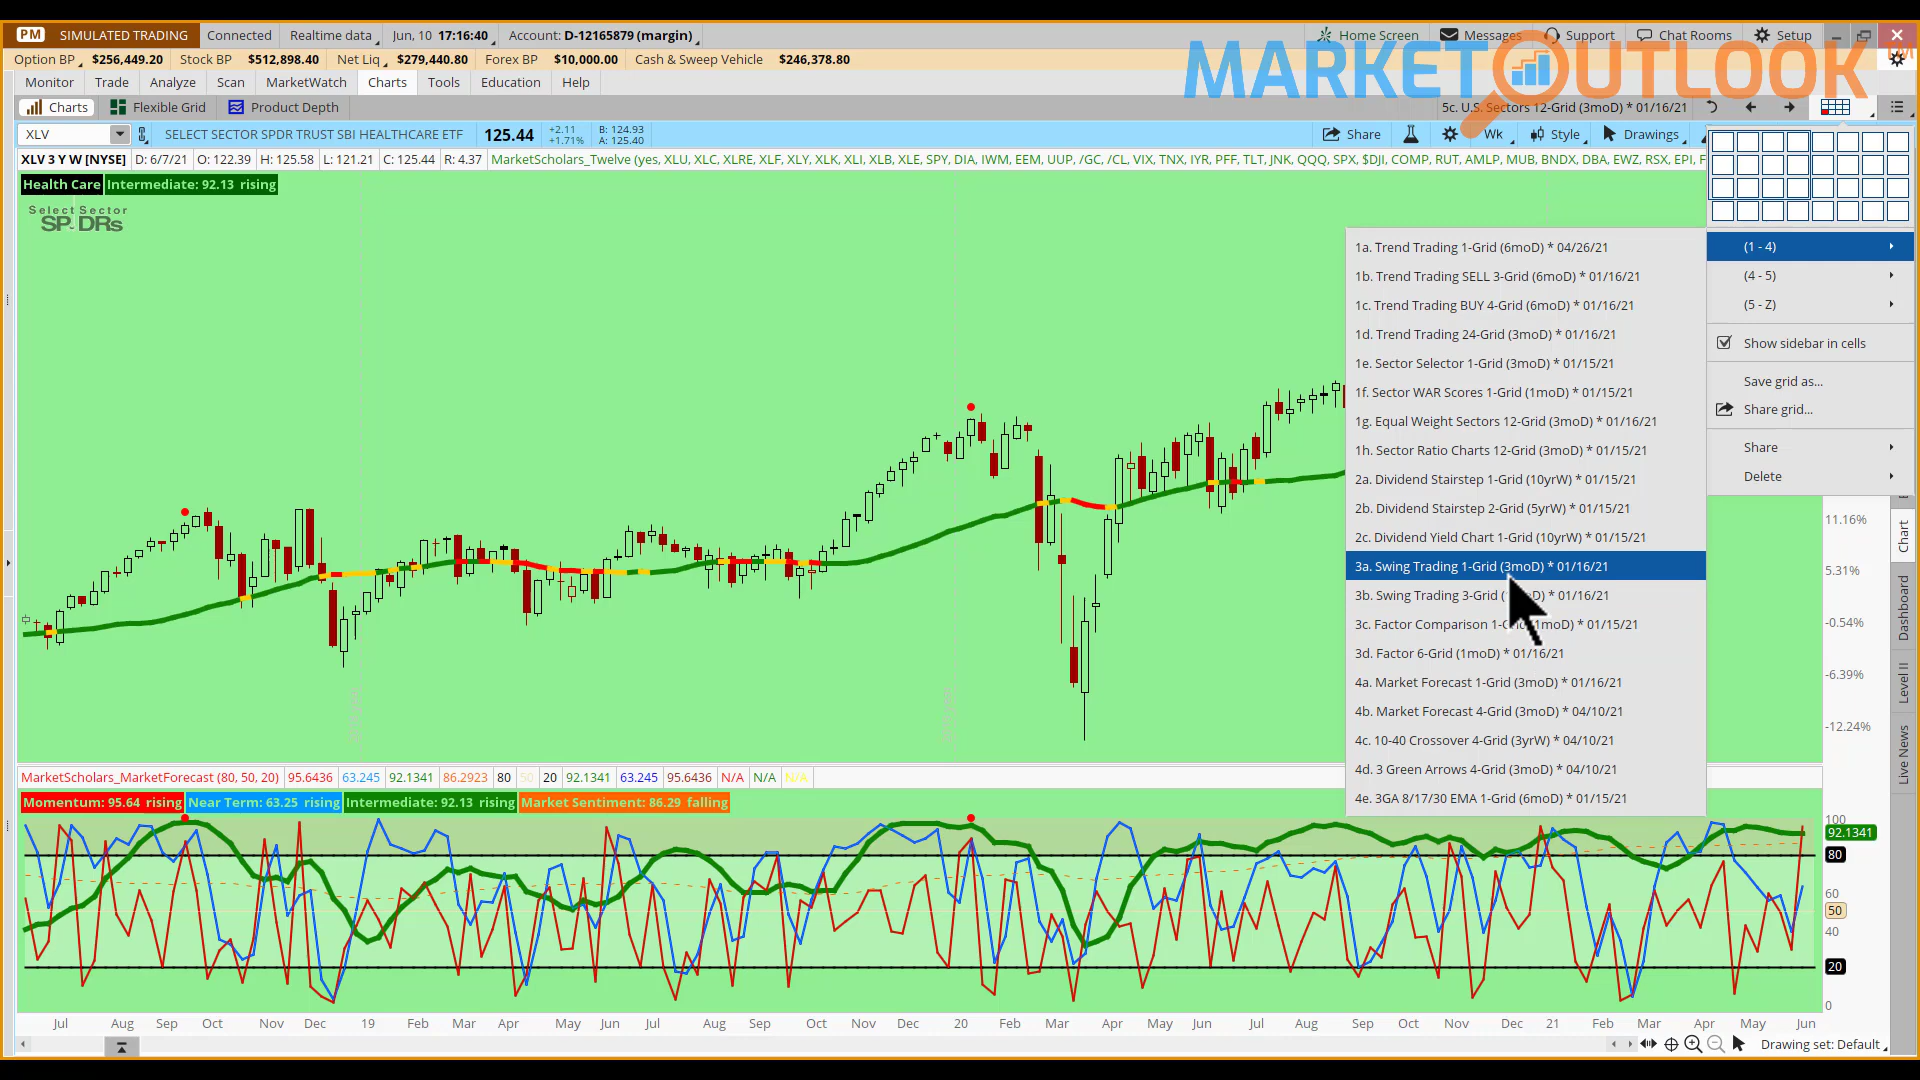 PM SIMULATED TRADING Connected Realtime data Jun, 10 17:16:40 Account: D-12165879 (margin) Home Screen Messages Support Chat Rooms Setup
Option BP $256,449.20 Stock BP $512,898.40 Net Liq $279,440.80 Forex BP $10,000.00 Cash & Sweep Vehicle $246,378.80
MARKET OUTLOOK
Monitor Trade Analyze Scan MarketWatch Charts Tools Education Help
Charts Flexible Grid Product Depth 5c. U.S. Sectors 12-Grid (3moD) * 01/16/21
XLV SELECT SECTOR SPDR TRUST SBI HEALTHCARE ETF 125.44 +2.11 +1.71% B: 124.93 A: 125.40 Share Wk Style Drawings
XLV 3 Y W [NYSE] D: 6/7/21 O: 122.39 H: 125.58 L: 121.21 C: 125.44 R: 4.37 MarketScholars_Twelve (yes, XLU, XLC, XLRE, XLF, XLY, XLK, XLI, XLB, XLE, SPY, DIA, IWM, EEM, UUP, /GC, /CL, VIX, TNX, IYR, PFF, TLT, JNK, QQQ, SPX, $DJI, COMP, RUT, AMLP, MUB, BNDX, DBA, EWZ, RSX, EPI, F
Health Care Intermediate: 92.13 rising
Select Sector
SPDRs
(1 - 4)
(4 - 5)
(5 - Z)
Show sidebar in cells
Save grid as...
Share grid...
Share
Delete
1a. Trend Trading 1-Grid (6moD) * 04/26/21
1b. Trend Trading SELL 3-Grid (6moD) * 01/16/21
1c. Trend Trading BUY 4-Grid (6moD) * 01/16/21
1d. Trend Trading 24-Grid (3moD) * 01/16/21
1e. Sector Selector 1-Grid (3moD) * 01/15/21
1f. Sector WAR Scores 1-Grid (1moD) * 01/15/21
1g. Equal Weight Sectors 12-Grid (3moD) * 01/16/21
1h. Sector Ratio Charts 12-Grid (3moD) * 01/15/21
2a. Dividend Stairstep 1-Grid (10yrW) * 01/15/21
2b. Dividend Stairstep 2-Grid (5yrW) * 01/15/21
2c. Dividend Yield Chart 1-Grid (10yrW) * 01/15/21
3a. Swing Trading 1-Grid (3moD) * 01/16/21
3b. Swing Trading 3-Grid * 01/16/21
3c. Factor Comparison * 01/15/21
3d. Factor 6-Grid (1moD) * 01/16/21
4a. Market Forecast 1-Grid (3moD) * 01/16/21
4b. Market Forecast 4-Grid (3moD) * 04/10/21
4c. 10-40 Crossover 4-Grid (3yrW) * 04/10/21
4d. 3 Green Arrows 4-Grid (3moD) * 04/10/21
4e. 3GA 8/17/30 EMA 1-Grid (6moD) * 01/15/21
11.16%
5.31%
-0.54%
-6.39%
-12.24%
Chart
Dashboard
Level II
Live News
MarketScholars_MarketForecast (80, 50, 20) 95.6436 63.245 92.1341 86.2923 80 50 20 92.1341 63.245 95.6436 N/A N/A N/A
Momentum: 95.64 rising Near Term: 63.25 rising Intermediate: 92.13 rising Market Sentiment: 86.29 falling
100
92.1341
80
60
50
40
20
0
Jul Aug Sep Oct Nov Dec 19 Feb Mar Apr May Jun Jul Aug Sep Oct Nov Dec 20 Feb Mar Apr May Jun Jul Aug Sep Oct Nov Dec 21 Feb Mar Apr May Jun
Drawing set: Default